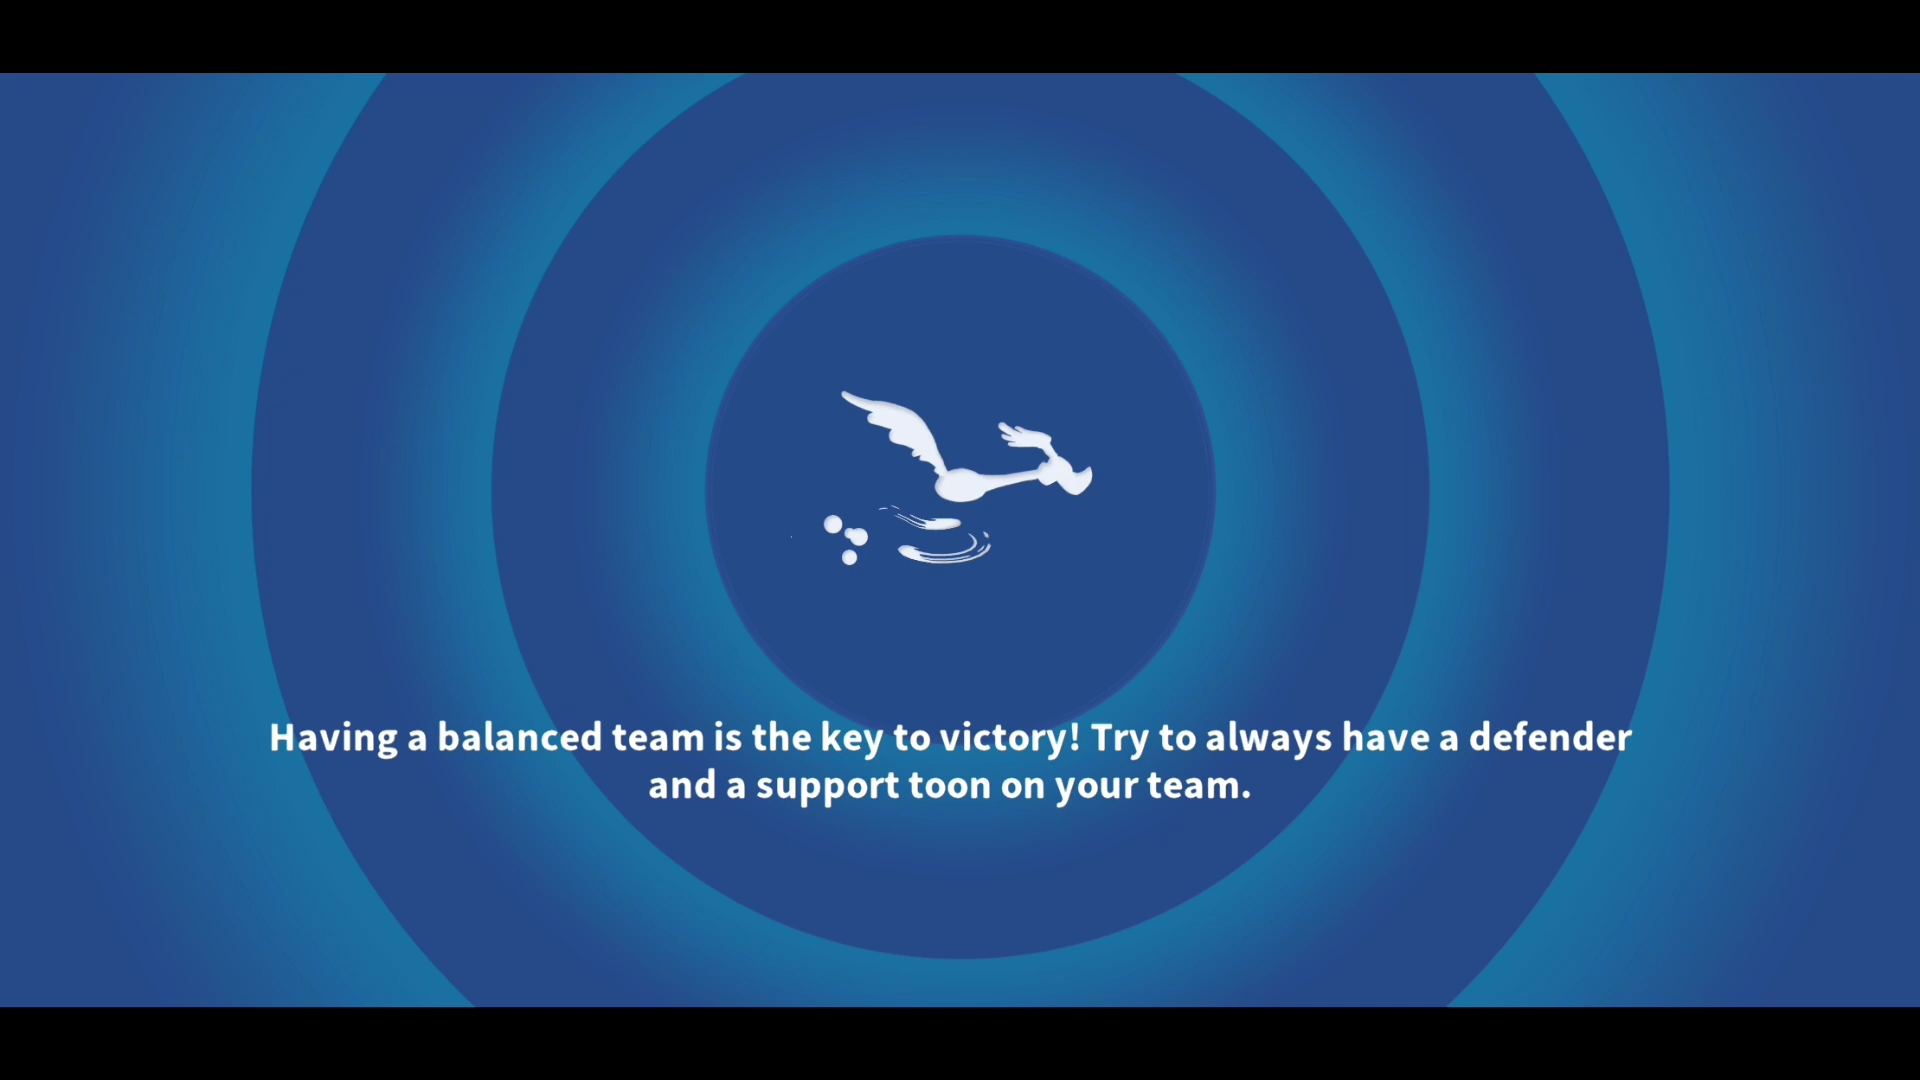 Having a balanced team is the key to victory! Try to always have a defender
and a support toon on your team.